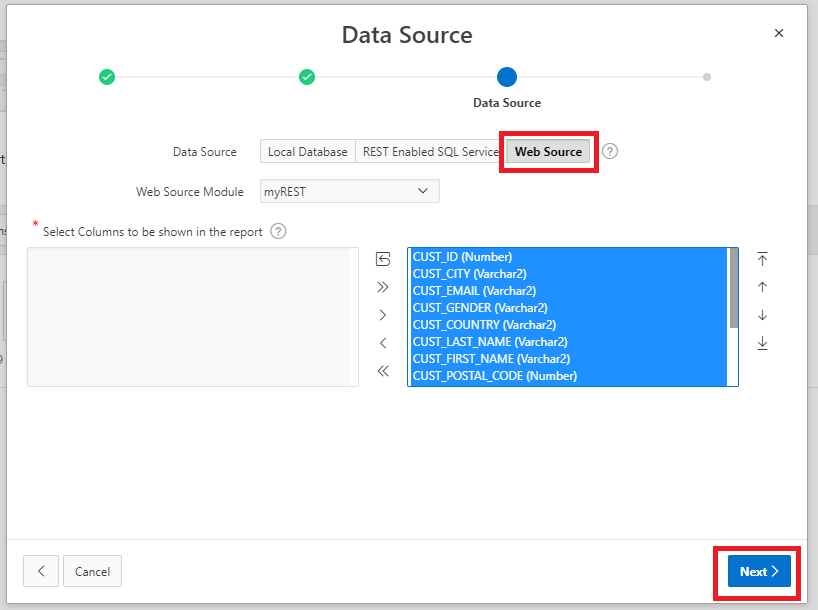 Data Source
Data Source
Data Source Local Database REST Enabled SQL Service Web Source
Web Source Module myREST
* Select Columns to be shown in the report
CUST_ID (Number)
CUST_CITY (Varchar2)
CUST_EMAIL (Varchar2)
CUST_GENDER (Varchar2)
CUST_COUNTRY (Varchar2)
CUST_LAST_NAME (Varchar2)
CUST_FIRST_NAME (Varchar2)
CUST_POSTAL_CODE (Number)
Cancel Next